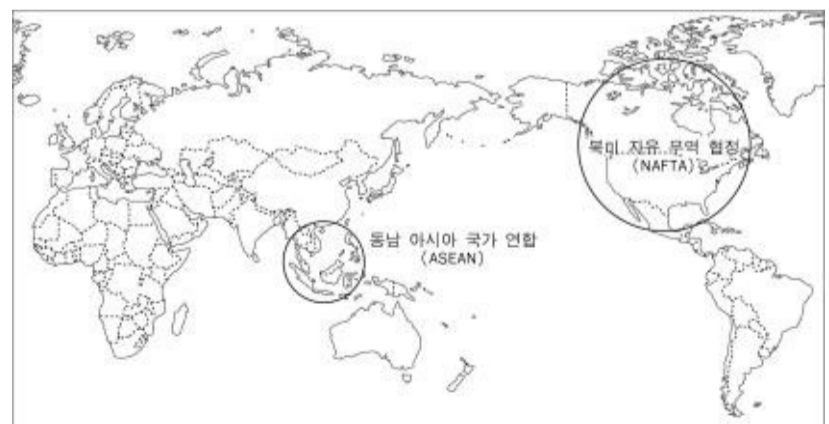 북미 자유 무역 협정
(NAFTA)
동남 아시아 국가 연합
(ASEAN)